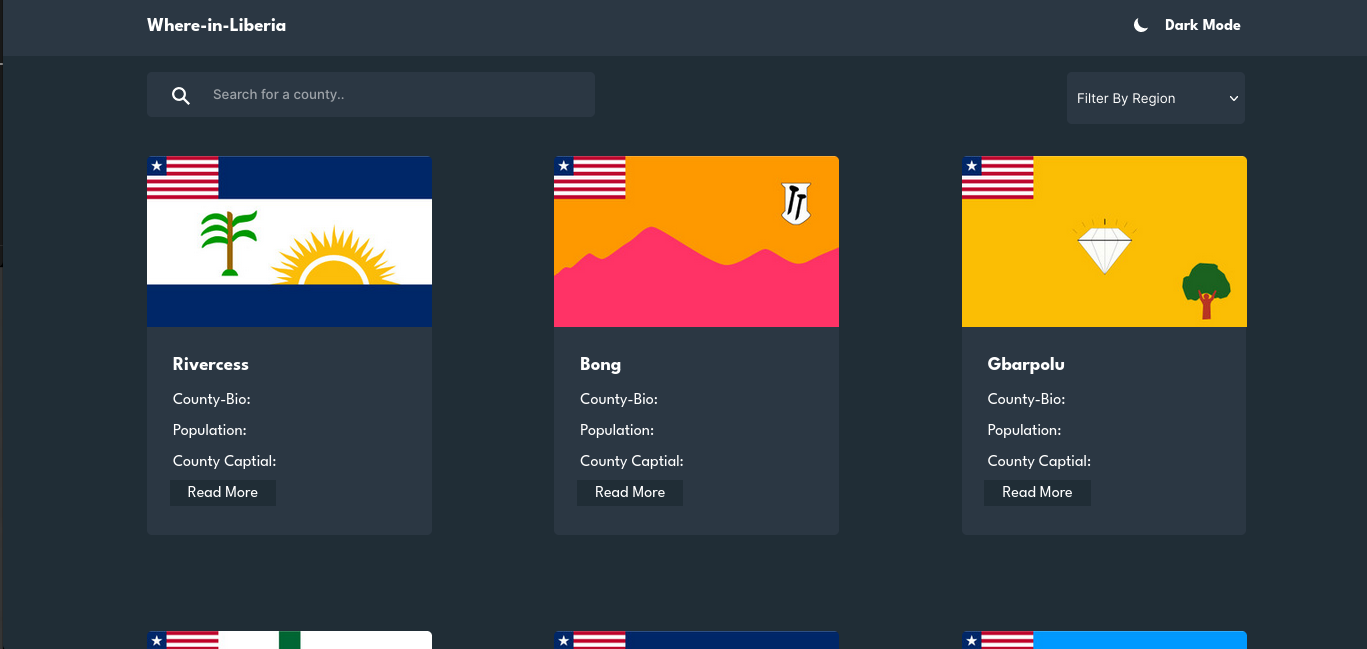 Where-in-Liberia
Dark Mode
Search for a county..
Filter By Region
Rivercess
County-Bio:
Population:
County Captial:
Read More
Bong
County-Bio:
Population:
County Captial:
Read More
Gbarpolu
County-Bio:
Population:
County Captial:
Read More